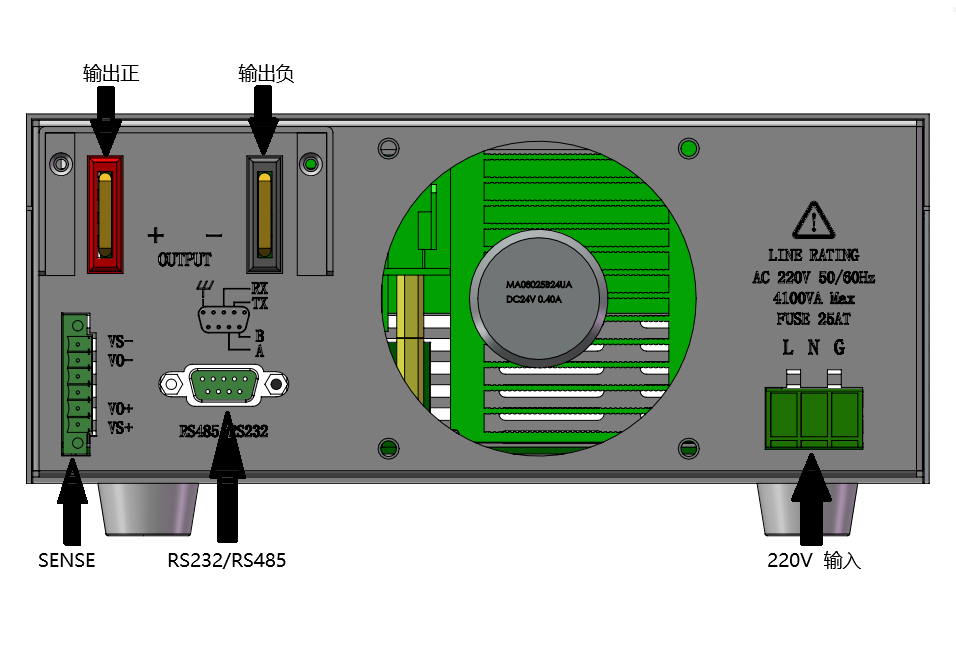 输出正
输出负
+ −
OUTPUT
RX
TX
B
A
VS−
VO−
VO+
VS+
RS485/RS232
MA08025B24UA
DC24V 0.40A
LINE RATING
AC 220V 50/60Hz
4100VA Max
FUSE 25AT
L N G
SENSE
RS232/RS485
220V 输入